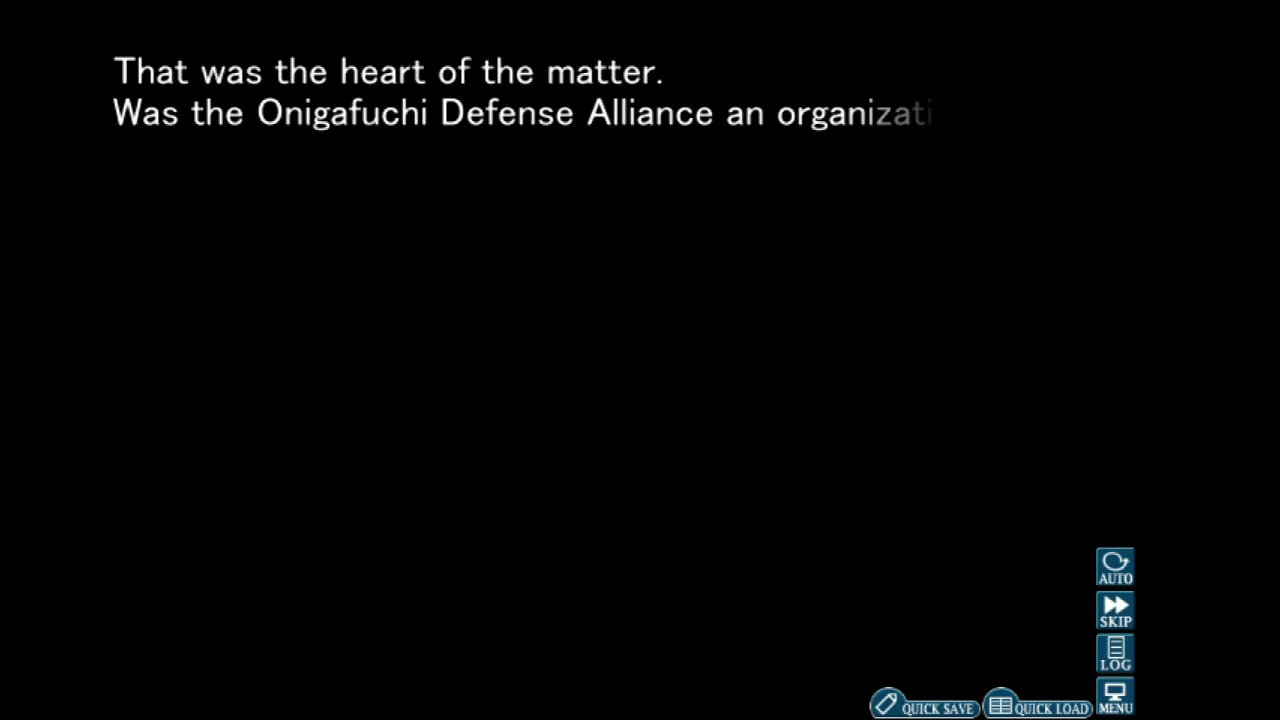 That was the heart of the matter.
Was the Onigafuchi Defense Alliance an organizati
AUTO
SKIP
LOG
QUICK SAVE
QUICK LOAD
MENU